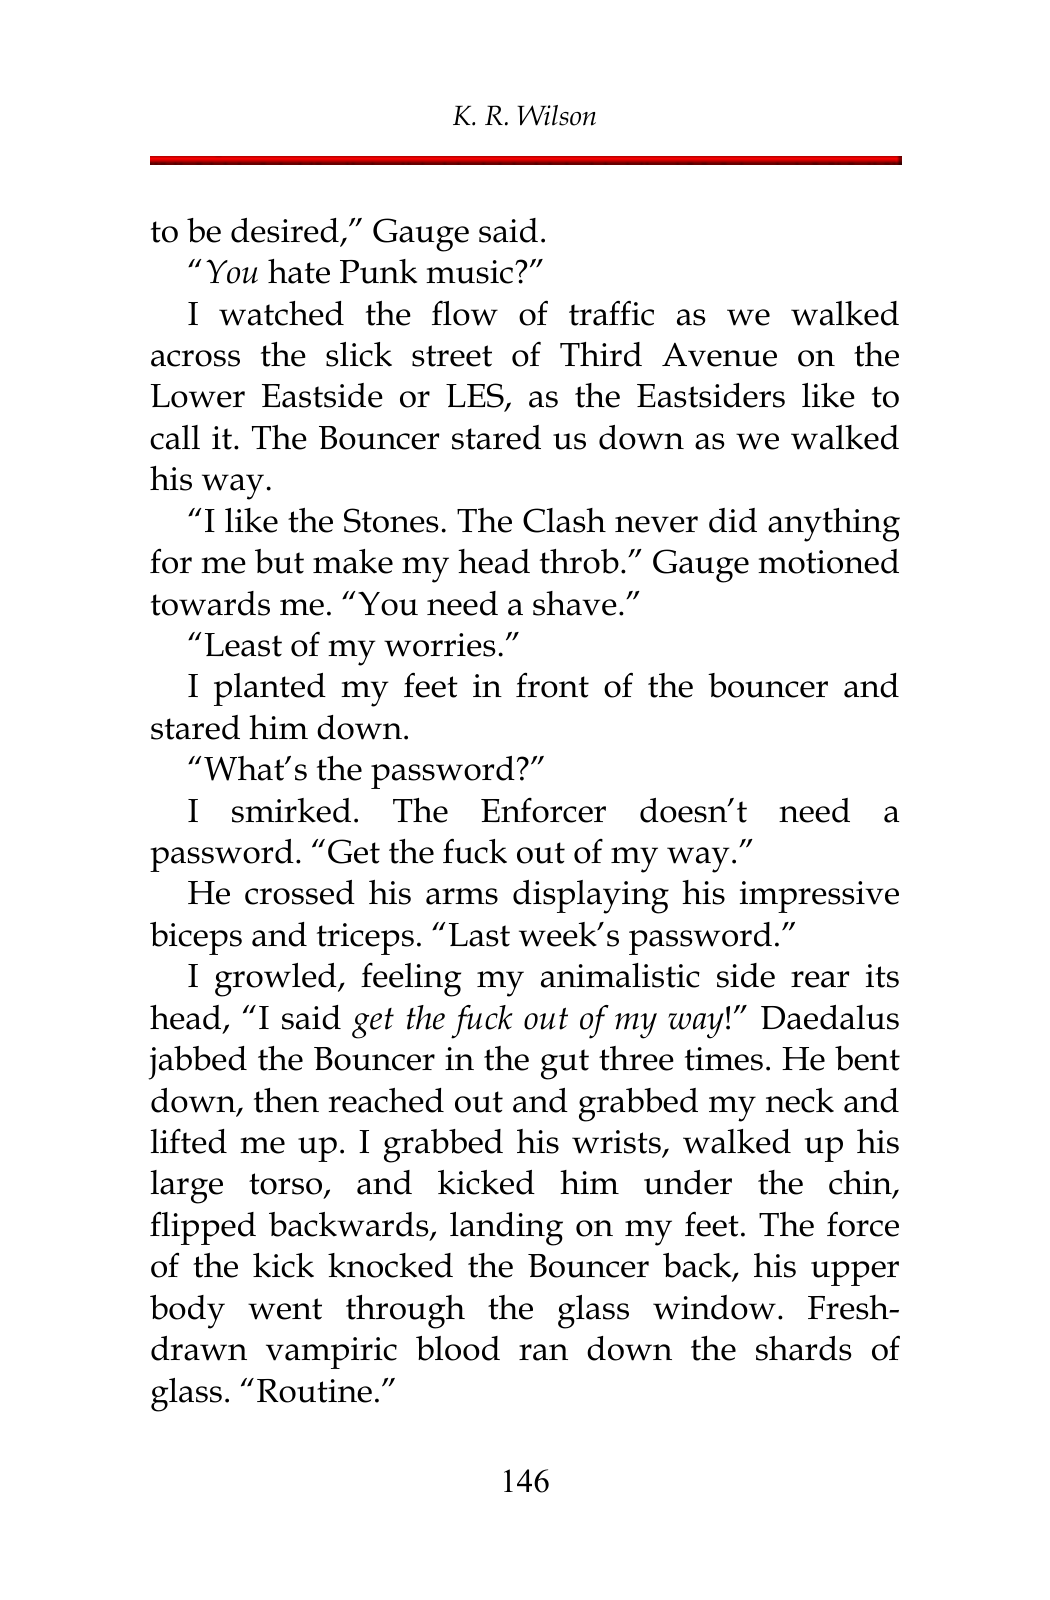 K. R. Wilson
to be desired,” Gauge said.
“You hate Punk music?”
I watched the flow of traffic as we walked
across the slick street of Third Avenue on the
Lower Eastside or LES, as the Eastsiders like to
call it. The Bouncer stared us down as we walked
his way.
“I like the Stones. The Clash never did anything
for me but make my head throb.” Gauge motioned
towards me. “You need a shave.”
“Least of my worries.”
I planted my feet in front of the bouncer and
stared him down.
“What’s the password?”
I smirked. The Enforcer doesn’t need a
password. “Get the fuck out of my way.”
He crossed his arms displaying his impressive
biceps and triceps. “Last week’s password.”
I growled, feeling my animalistic side rear its
head, “I said get the fuck out of my way!” Daedalus
jabbed the Bouncer in the gut three times. He bent
down, then reached out and grabbed my neck and
lifted me up. I grabbed his wrists, walked up his
large torso, and kicked him under the chin,
flipped backwards, landing on my feet. The force
of the kick knocked the Bouncer back, his upper
body went through the glass window. Fresh-
drawn vampiric blood ran down the shards of
glass. “Routine.”
146